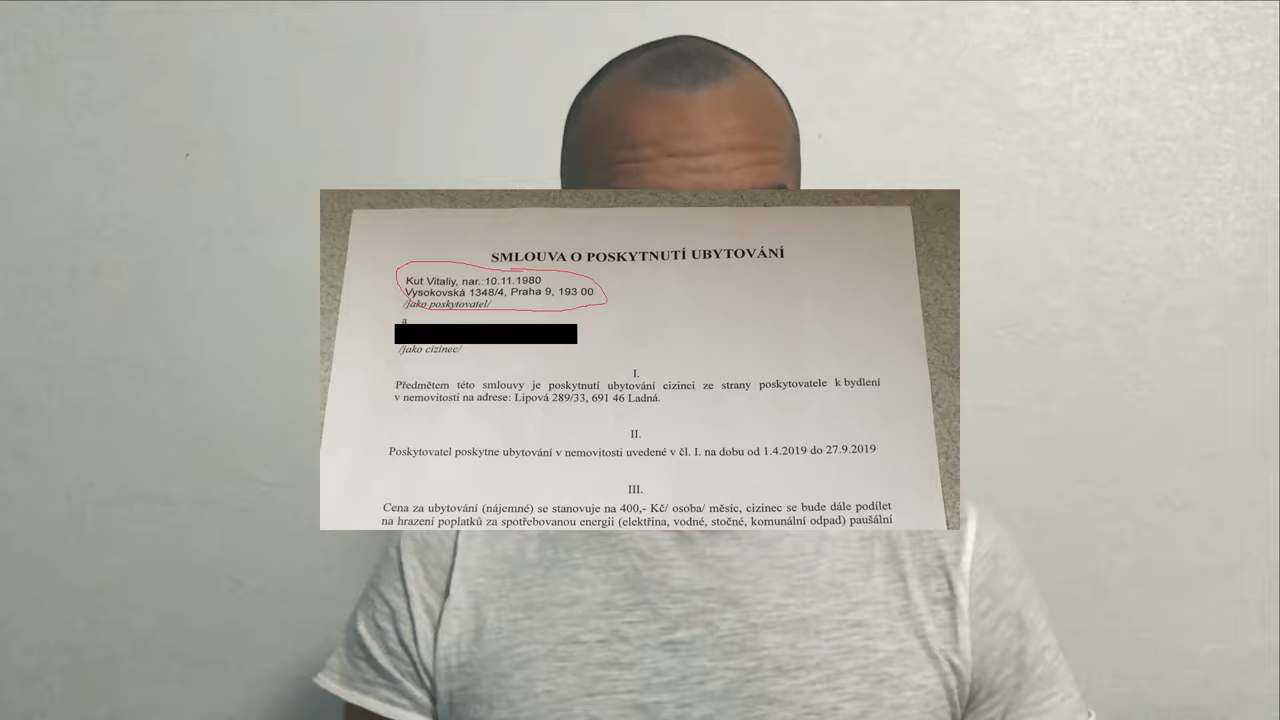 SMLOUVA O POSKYTNUTÍ UBYTOVÁNÍ
Kut Vitaliy, nar.:10.11.1980
Vysokovská 1348/4, Praha 9, 193 00
/jako poskytovatel/
a
/jako cizinec/
I.
Předmětem této smlouvy je poskytnutí ubytování cizinci ze strany poskytovatele k bydlení
v nemovitosti na adrese: Lipová 289/33, 691 46 Ladná.
II.
Poskytovatel poskytne ubytování v nemovitosti uvedené v čl. I. na dobu od 1.4.2019 do 27.9.2019
III.
Cena za ubytování (nájemné) se stanovuje na 400,- Kč/ osoba/ měsíc, cizinec se bude dále podílet
na hrazení poplatků za spotřebovanou energii (elektřina, vodné, stočné, komunální odpad) paušální